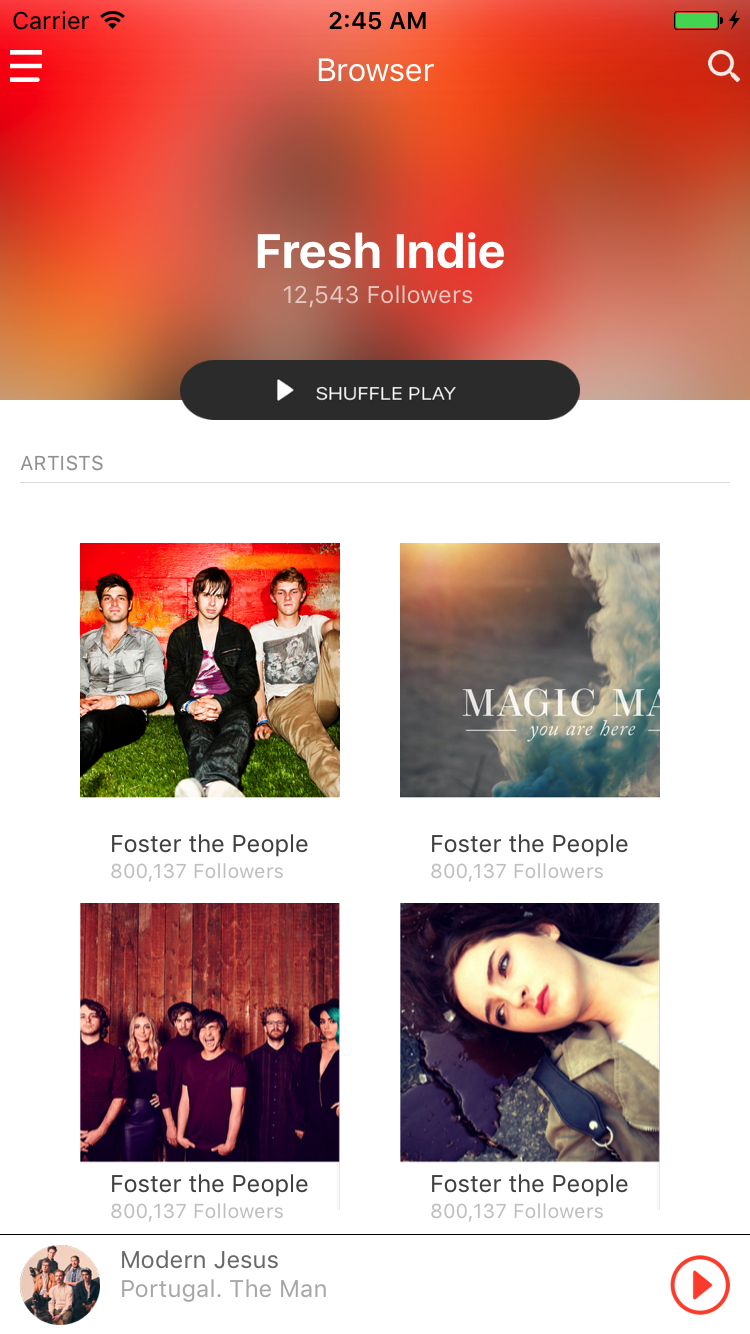 Carrier 2:45 AM
Browser
Fresh Indie
12,543 Followers
SHUFFLE PLAY
ARTISTS
MAGIC MA
you are here
Foster the People
800,137 Followers
Foster the People
800,137 Followers
Foster the People
800,137 Followers
Foster the People
800,137 Followers
Modern Jesus
Portugal. The Man